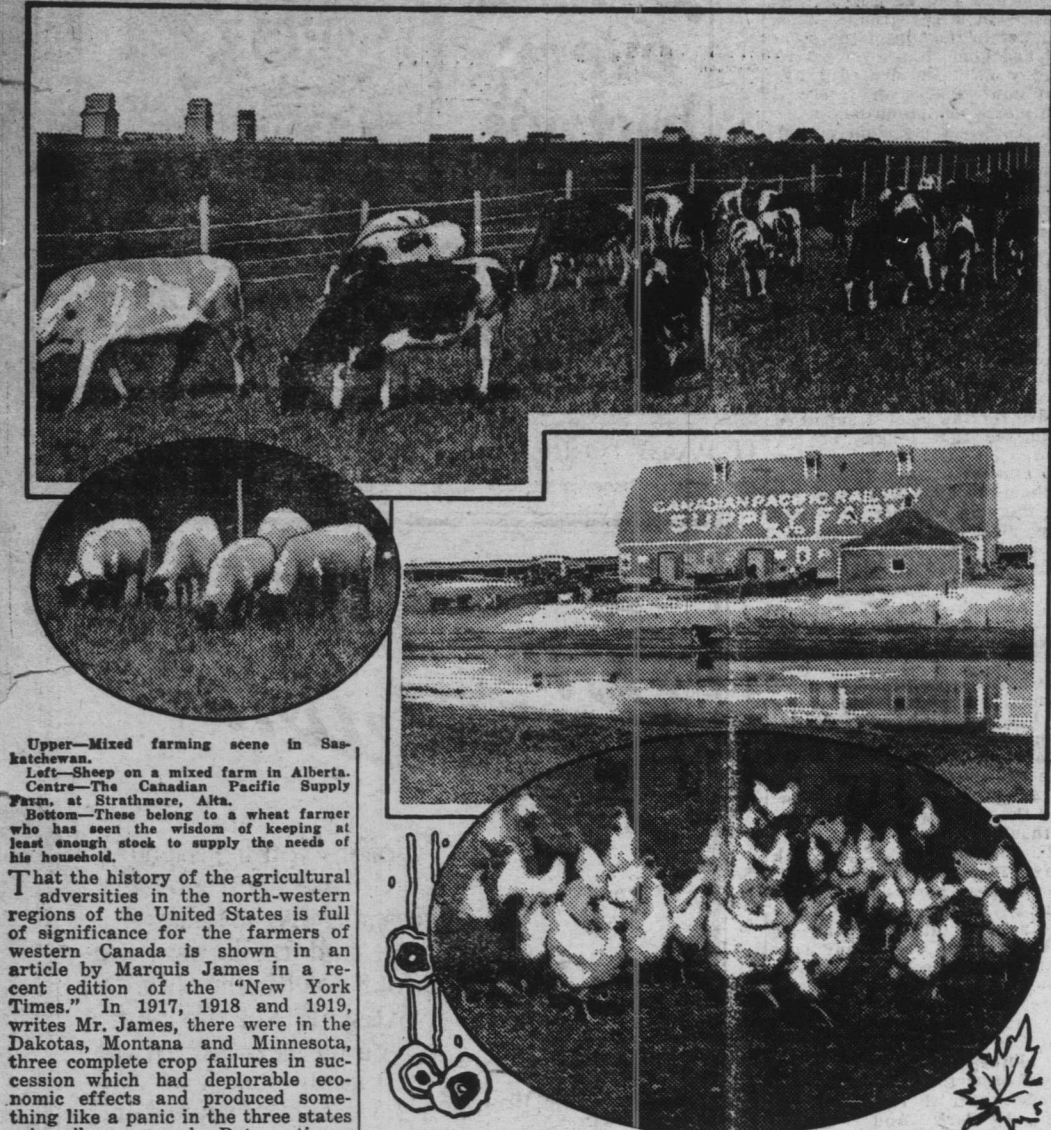 CANADIAN PACIFIC RAILWAY
SUPPLY FARM
Upper—Mixed farming scene in Sas-
katchewan.
Left—Sheep on a mixed farm in Alberta.
Centre—The Canadian Pacific Supply
Farm, at Strathmore, Alta.
Bottom—These belong to a wheat farmer
who has seen the wisdom of keeping at
least enough stock to supply the needs of
his household.
That the history of the agricultural
adversities in the north-western
regions of the United States is full
of significance for the farmers of
western Canada is shown in an
article by Marquis James in a re-
cent edition of the “New York
Times.” In 1917, 1918 and 1919,
writes Mr. James, there were in the
Dakotas, Montana and Minnesota,
three complete crop failures in suc-
cession which had deplorable eco-
nomic effects and produced some-
thing like a panic in the three states